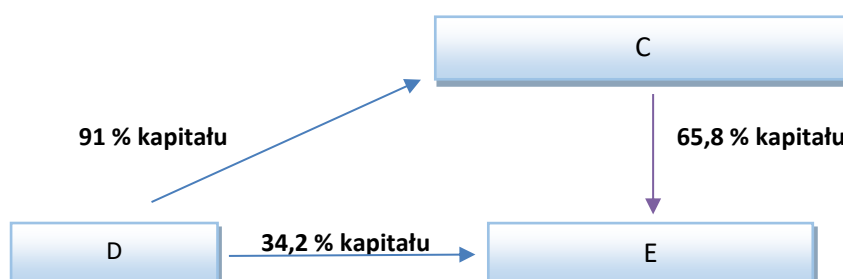 C
91 % kapitału
65,8 % kapitału
D
34,2 % kapitału
E